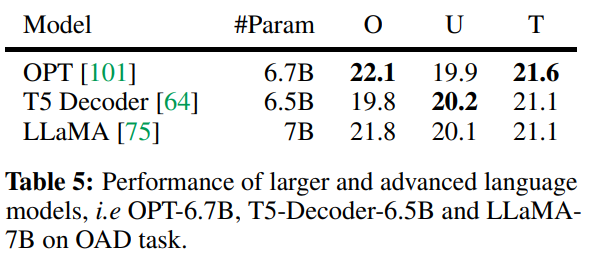 Model #Param O U T
OPT [101] 6.7B 22.1 19.9 21.6
T5 Decoder [64] 6.5B 19.8 20.2 21.1
LLaMA [75] 7B 21.8 20.1 21.1
Table 5: Performance of larger and advanced language
models, i.e OPT-6.7B, T5-Decoder-6.5B and LLaMA-
7B on OAD task.